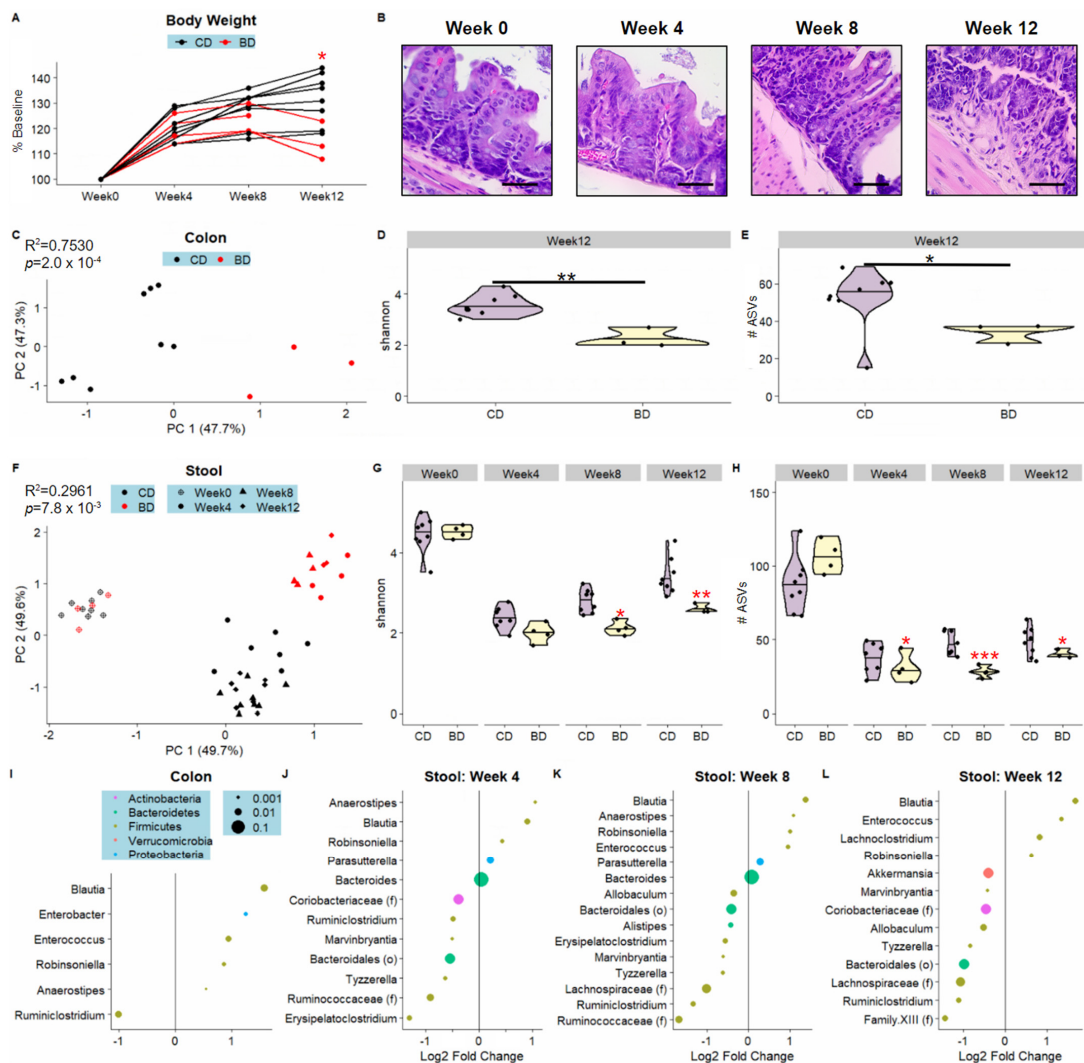 A
Body Weight
CD BD
*
% Baseline
140
130
120
110
100
Week0 Week4 Week8 Week12
B
Week 0 Week 4 Week 8 Week 12
C
Colon
R²=0.7530
p=2.0 x 10⁻⁴
CD BD
PC 2 (47.3%)
1
0
-1
-1 0 1 2
PC 1 (47.7%)
D
Week12
**
shannon
4
2
0
CD BD
E
Week12
*
# ASVs
60
40
20
0
CD BD
F
Stool
R²=0.2961
p=7.8 x 10⁻³
CD Week0 Week8
BD Week4 Week12
PC 2 (49.6%)
2
1
0
-1
-2 -1 0 1
PC 1 (49.7%)
G
Week0 Week4 Week8 Week12
shannon
4
2
0
* **
CD BD CD BD CD BD CD BD
H
Week0 Week4 Week8 Week12
# ASVs
150
100
50
0
* *** *
CD BD CD BD CD BD CD BD
I
Colon
Actinobacteria
Bacteroidetes
Firmicutes
Verrucomicrobia
Proteobacteria
0.001
0.01
0.1
Blautia
Enterobacter
Enterococcus
Robinsoniella
Anaerostipes
Ruminiclostridium
-1 0 1
J
Stool: Week 4
Anaerostipes
Blautia
Robinsoniella
Parasutterella
Bacteroides
Coriobacteriaceae (f)
Ruminiclostridium
Marvinbryantia
Bacteroidales (o)
Tyzzerella
Ruminococcaceae (f)
Erysipelatoclostridium
-1 0 1
Log2 Fold Change
K
Stool: Week 8
Blautia
Anaerostipes
Robinsoniella
Enterococcus
Parasutterella
Bacteroides
Allobaculum
Bacteroidales (o)
Alistipes
Erysipelatoclostridium
Marvinbryantia
Tyzzerella
Lachnospiraceae (f)
Ruminiclostridium
Ruminococcaceae (f)
-1 0 1
Log2 Fold Change
L
Stool: Week 12
Blautia
Enterococcus
Lachnoclostridium
Robinsoniella
Akkermansia
Marvinbryantia
Coriobacteriaceae (f)
Allobaculum
Tyzzerella
Bacteroidales (o)
Lachnospiraceae (f)
Ruminiclostridium
Family.XIII (f)
-1 0 1
Log2 Fold Change